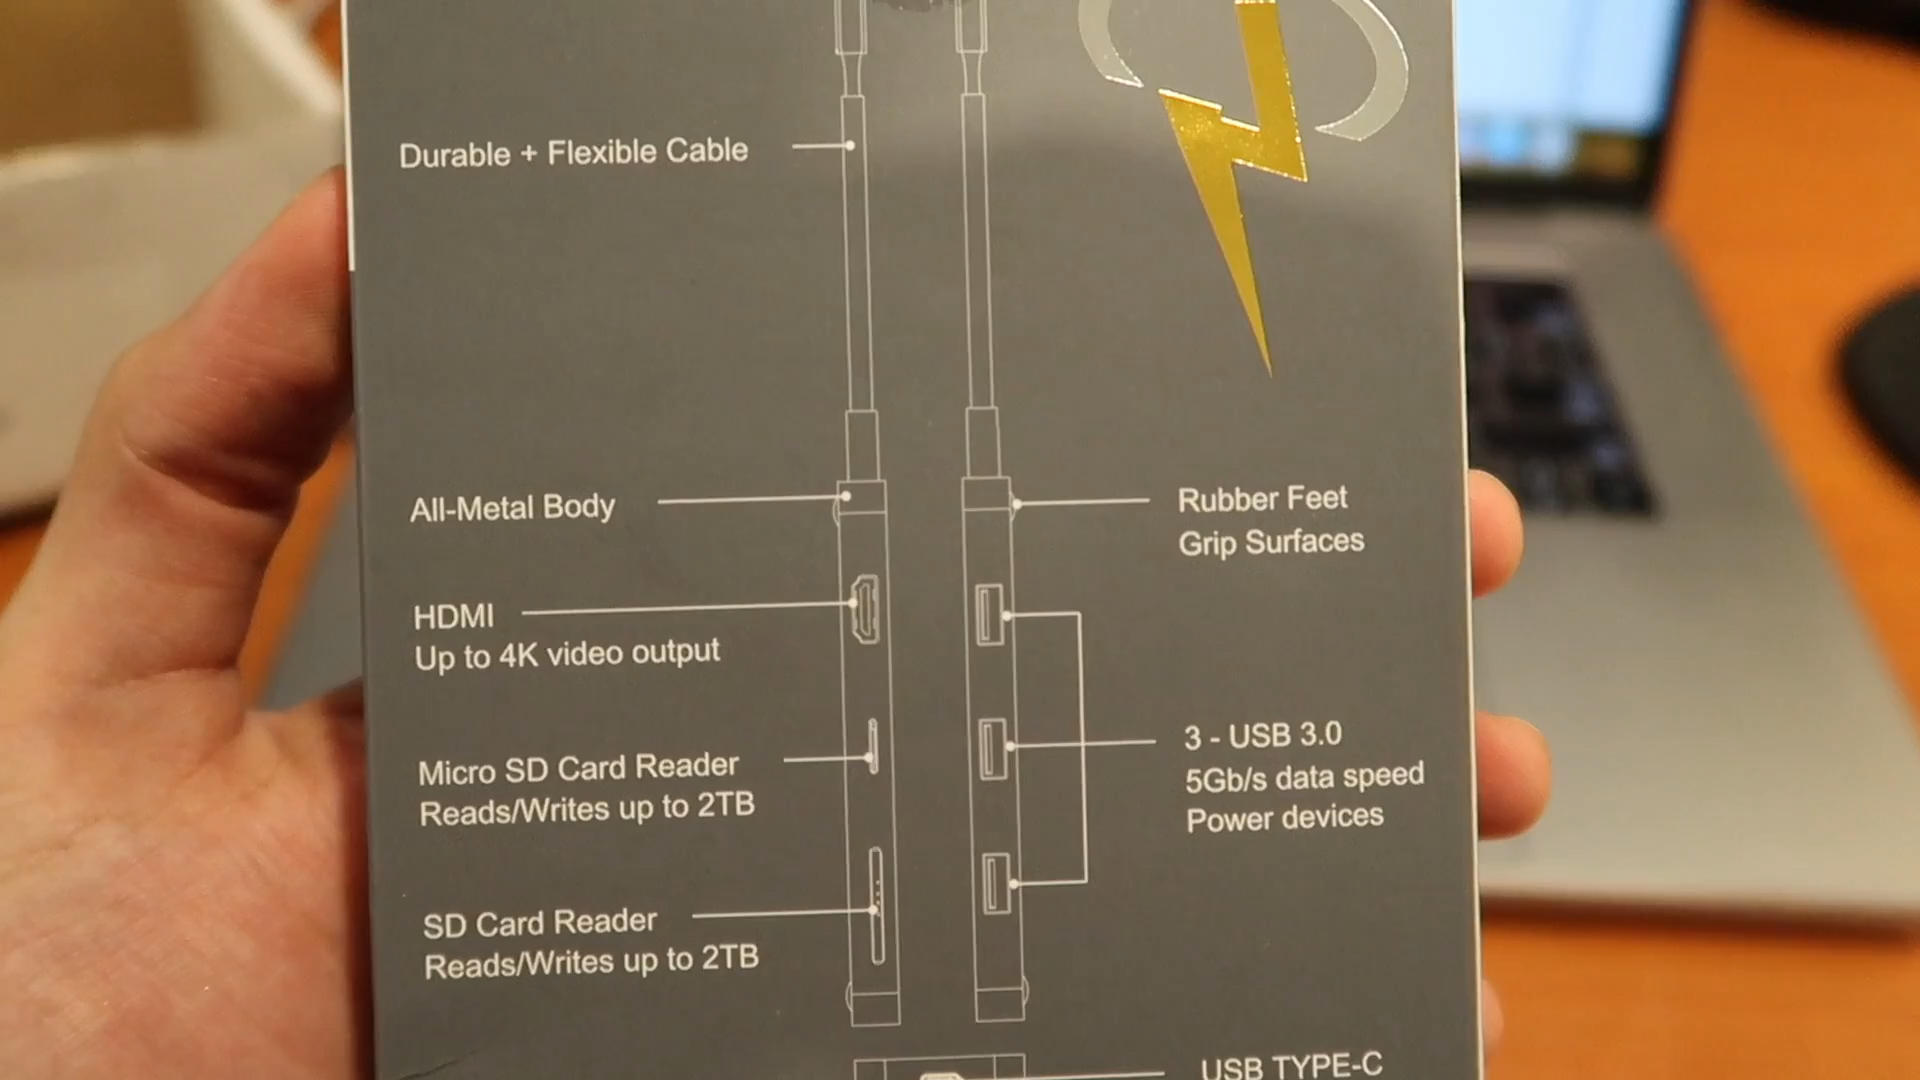 Durable + Flexible Cable
All-Metal Body
HDMI
Up to 4K video output
Micro SD Card Reader
Reads/Writes up to 2TB
SD Card Reader
Reads/Writes up to 2TB
Rubber Feet
Grip Surfaces
3 - USB 3.0
5Gb/s data speed
Power devices
USB TYPE-C